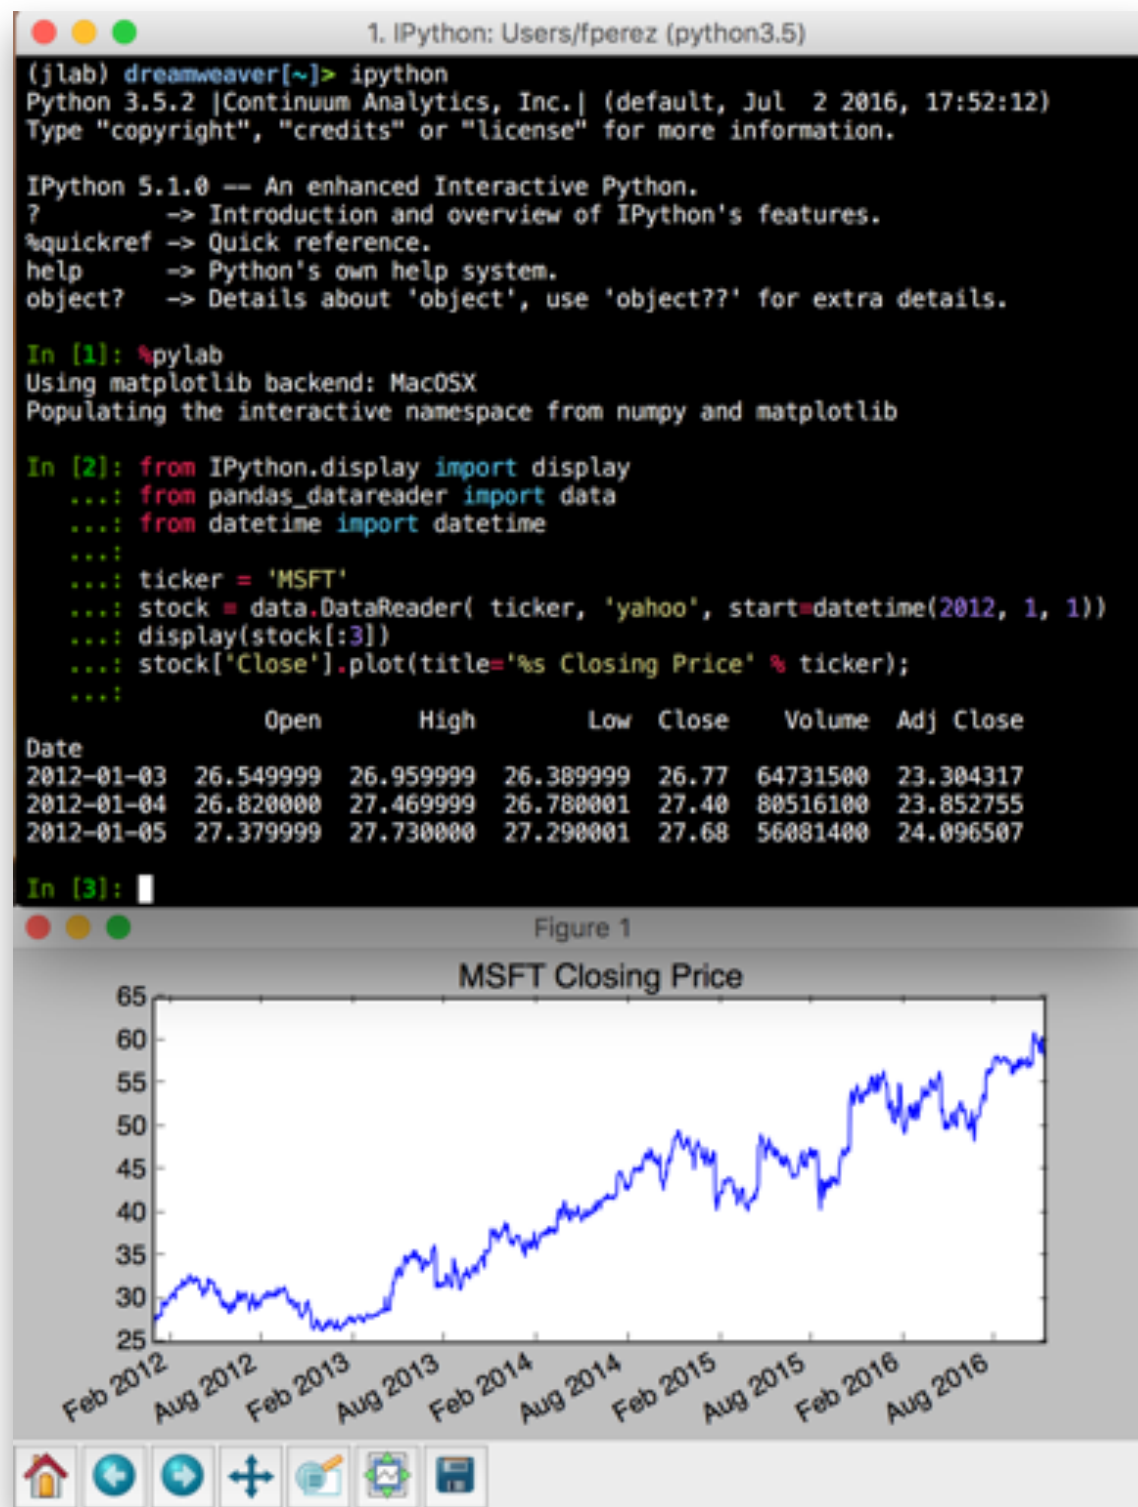 1. IPython: Users/fperez (python3.5)
(jlab) dreamweaver[~]> ipython
Python 3.5.2 |Continuum Analytics, Inc.| (default, Jul  2 2016, 17:52:12)
Type "copyright", "credits" or "license" for more information.

IPython 5.1.0 -- An enhanced Interactive Python.
?         -> Introduction and overview of IPython's features.
%quickref -> Quick reference.
help      -> Python's own help system.
object?   -> Details about 'object', use 'object??' for extra details.

In [1]: %pylab
Using matplotlib backend: MacOSX
Populating the interactive namespace from numpy and matplotlib

In [2]: from IPython.display import display
   ...: from pandas_datareader import data
   ...: from datetime import datetime
   ...:
   ...: ticker = 'MSFT'
   ...: stock = data.DataReader( ticker, 'yahoo', start=datetime(2012, 1, 1))
   ...: display(stock[:3])
   ...: stock['Close'].plot(title='%s Closing Price' % ticker);
   ...:
                 Open       High        Low  Close    Volume  Adj Close
Date
2012-01-03  26.549999  26.959999  26.389999  26.77  64731500  23.304317
2012-01-04  26.820000  27.469999  26.780001  27.40  80516100  23.852755
2012-01-05  27.379999  27.730000  27.290001  27.68  56081400  24.096507

In [3]:
Figure 1
MSFT Closing Price
65
60
55
50
45
40
35
30
25
Feb 2012 Aug 2012 Feb 2013 Aug 2013 Feb 2014 Aug 2014 Feb 2015 Aug 2015 Feb 2016 Aug 2016